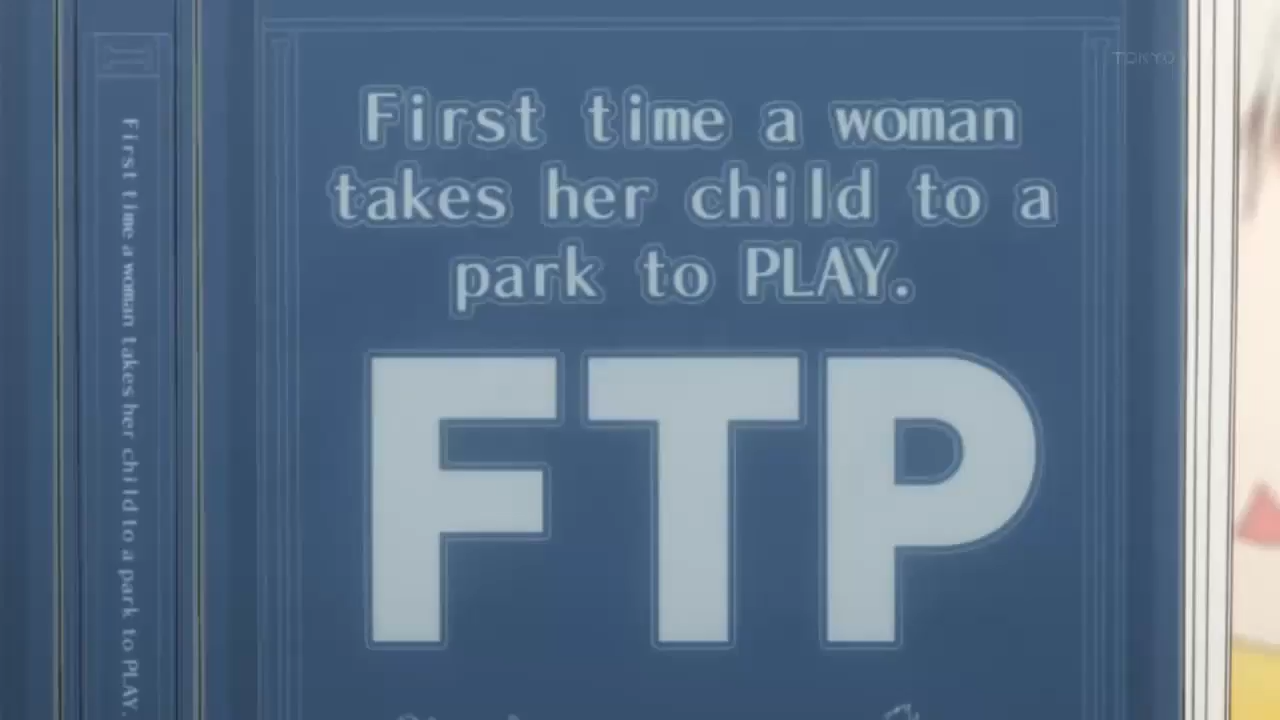 TOKYO
First time a woman
takes her child to a
park to PLAY.
FTP
First time a woman takes her child to a park to PLAY.